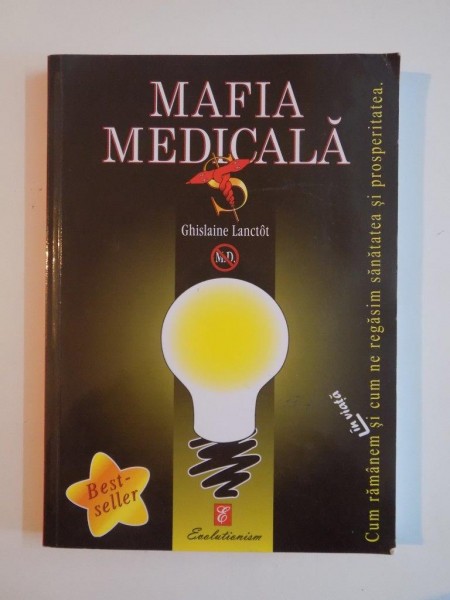 MAFIA
MEDICALĂ
Ghislaine Lanctôt
M.D.
Cum rămânem și cum ne regăsim sănătatea și prosperitatea.
în viață
Best-
seller
E
Evolutionism